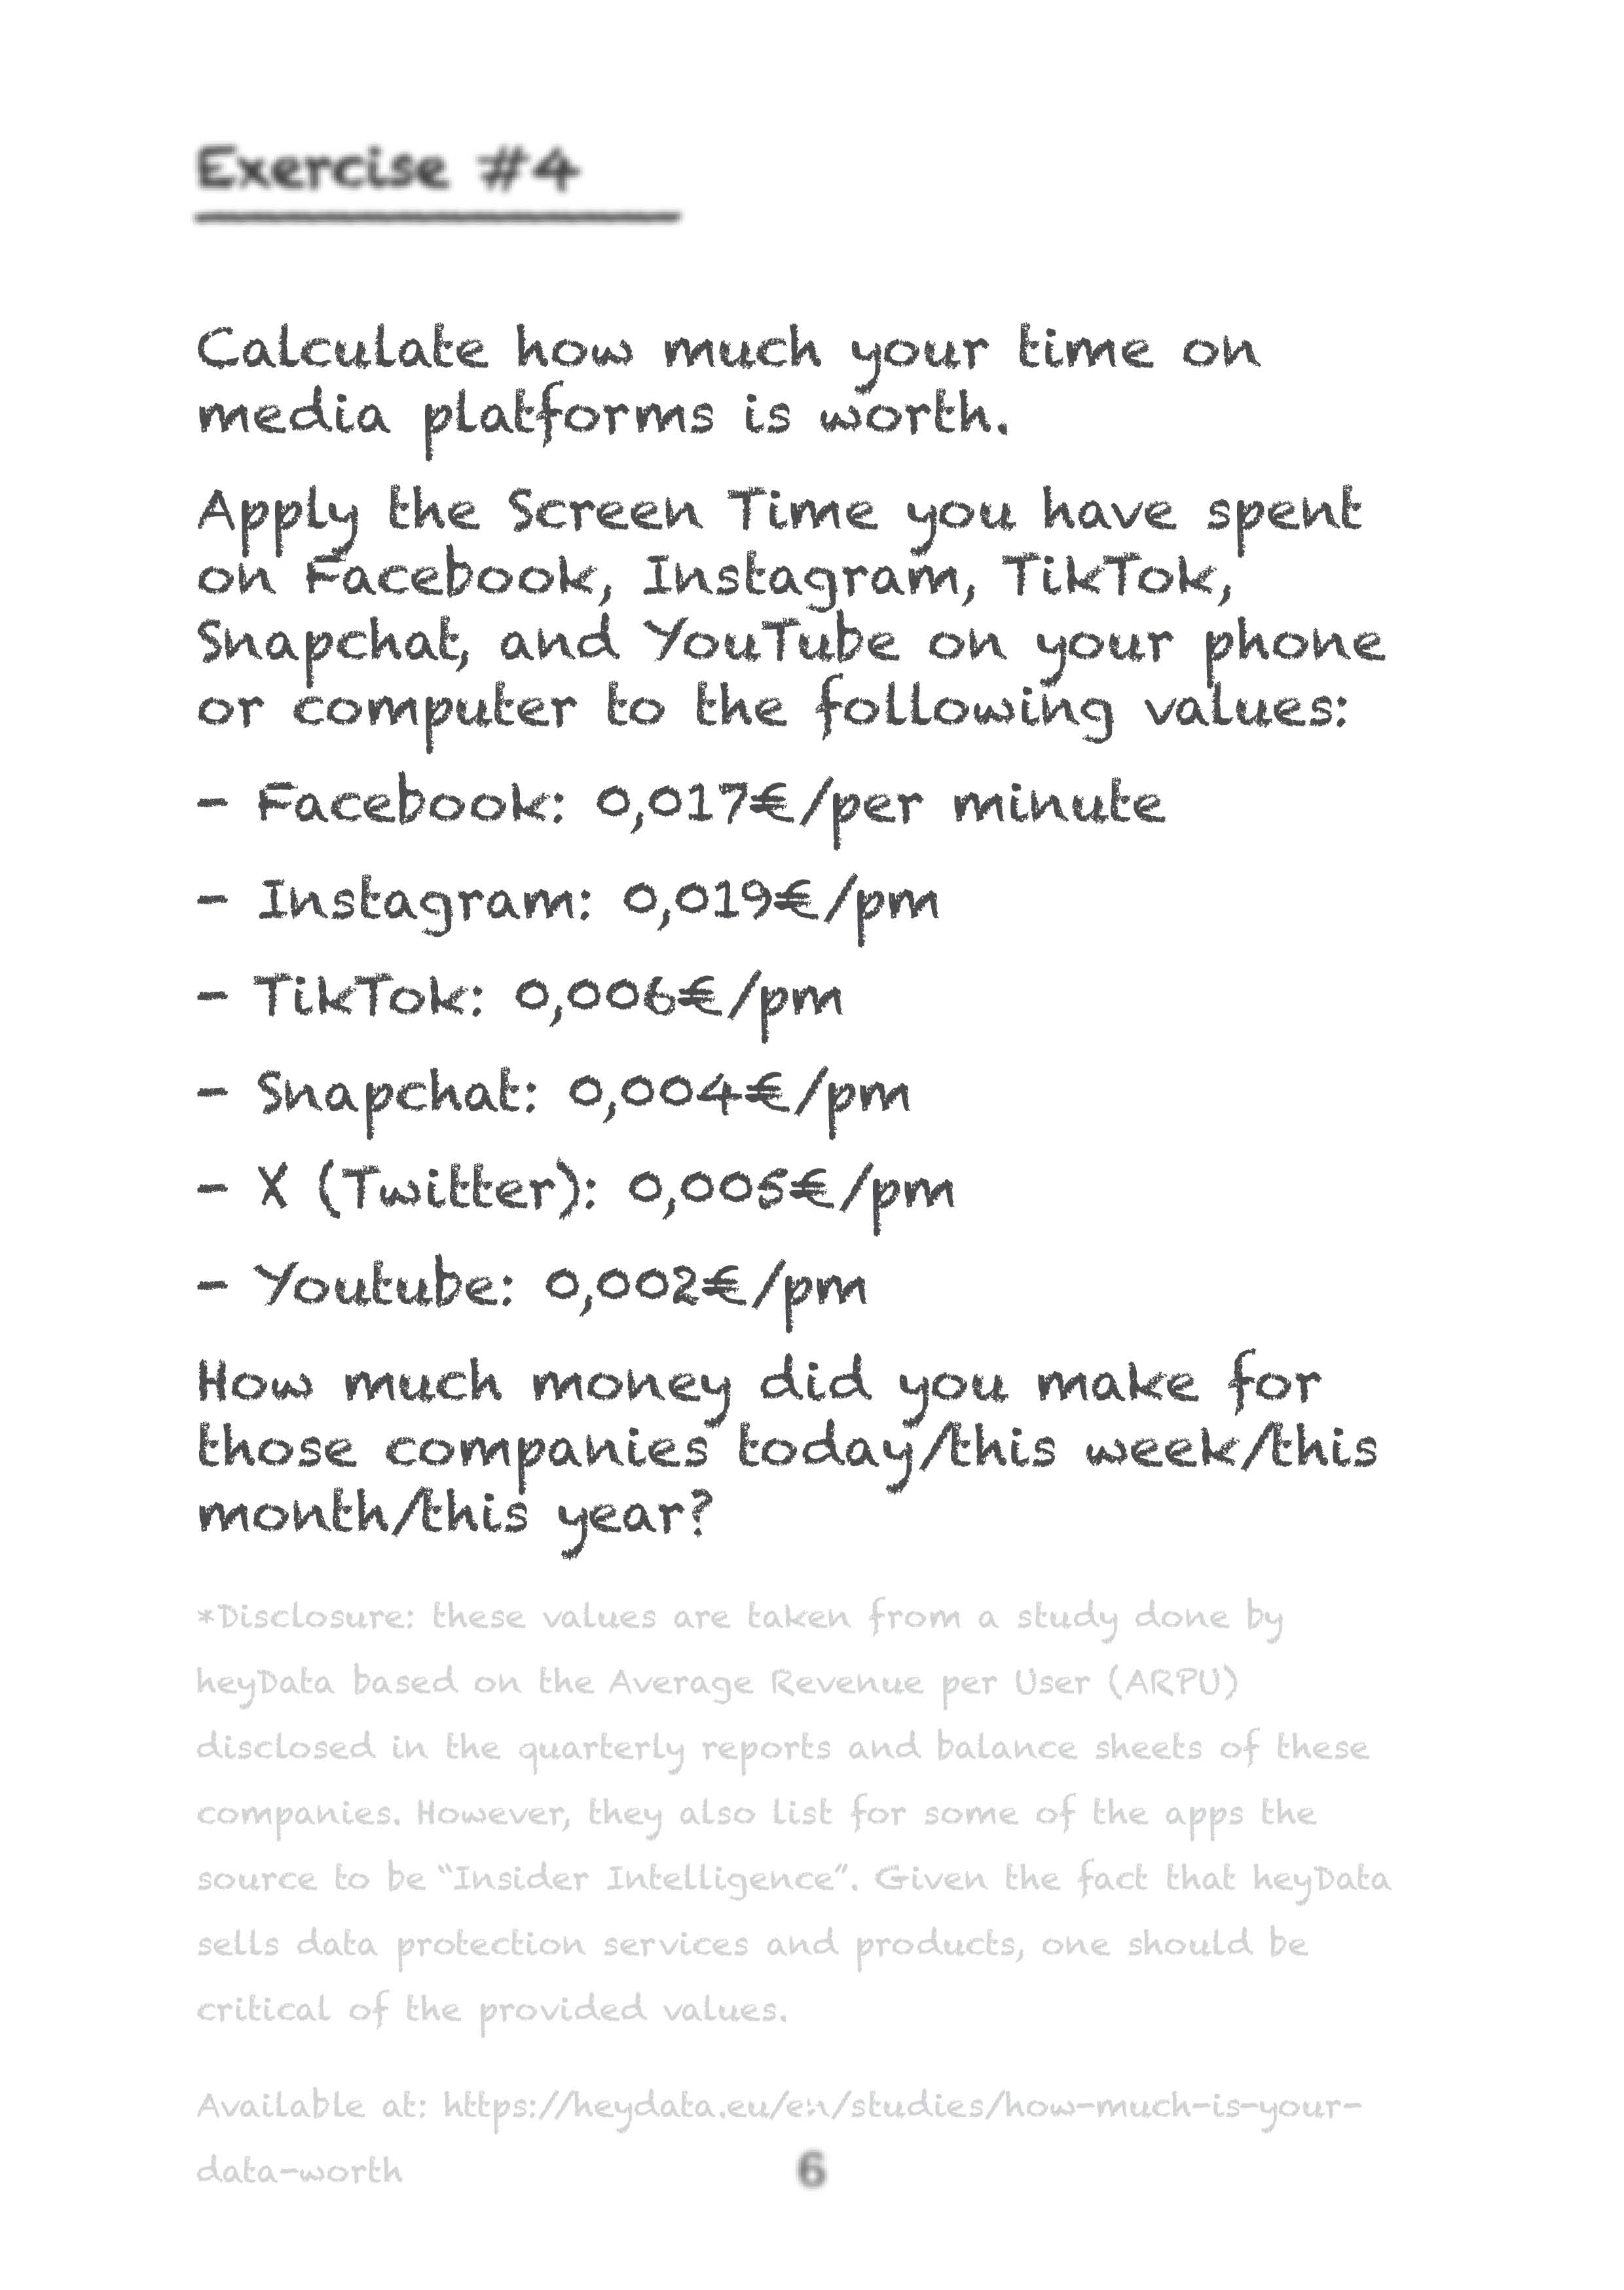 Exercise #4
Calculate how much your time on
media platforms is worth.
Apply the Screen Time you have spent
on Facebook, Instagram, TikTok,
Snapchat, and YouTube on your phone
or computer to the following values:
- Facebook: 0,017€/per minute
- Instagram: 0,019€/pm
- TikTok: 0,006€/pm
- Snapchat: 0,004€/pm
- X (Twitter): 0,005€/pm
- Youtube: 0,002€/pm
How much money did you make for
those companies today/this week/this
month/this year?
*Disclosure: these values are taken from a study done by
heyData based on the Average Revenue per User (ARPU)
disclosed in the quarterly reports and balance sheets of these
companies. However, they also list for some of the apps the
source to be “Insider Intelligence”. Given the fact that heyData
sells data protection services and products, one should be
critical of the provided values.
Available at: https://heydata.eu/en/studies/how-much-is-your-
data-worth
6